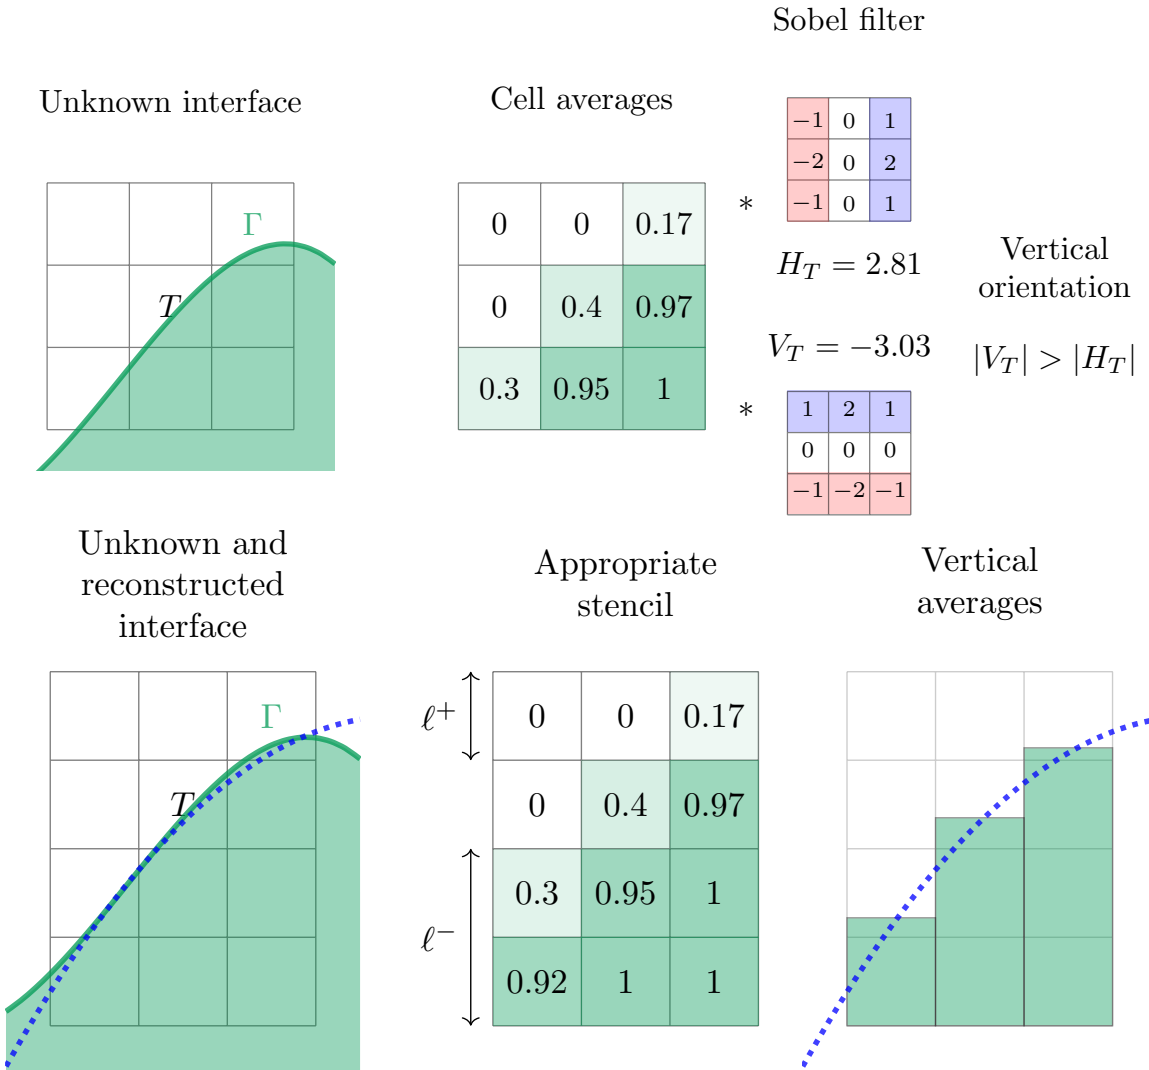 Sobel filter
Unknown interface
Cell averages
Γ
T
0 0 0.17
0 0.4 0.97
0.3 0.95 1
*
−1 0 1
−2 0 2
−1 0 1
H_T = 2.81
V_T = −3.03
*
1 2 1
0 0 0
−1 −2 −1
Vertical
orientation
|V_T| > |H_T|
Unknown and
reconstructed
interface
Γ
T
Appropriate
stencil
ℓ⁺
ℓ⁻
0 0 0.17
0 0.4 0.97
0.3 0.95 1
0.92 1 1
Vertical
averages